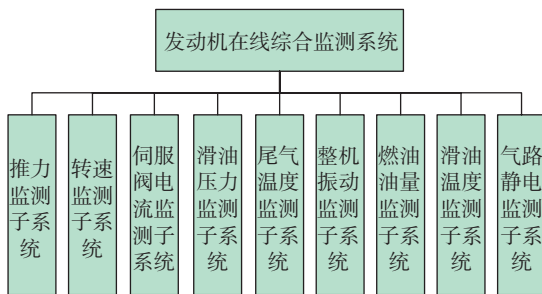 发动机在线综合监测系统
推力
监测
子系
统
转速
监测
子系
统
伺服
阀电
流监
测子
系统
滑油
压力
监测
子系
统
尾气
温度
监测
子系
统
整机
振动
监测
子系
统
燃油
油量
监测
子系
统
滑油
温度
监测
子系
统
气路
静电
监测
子系
统